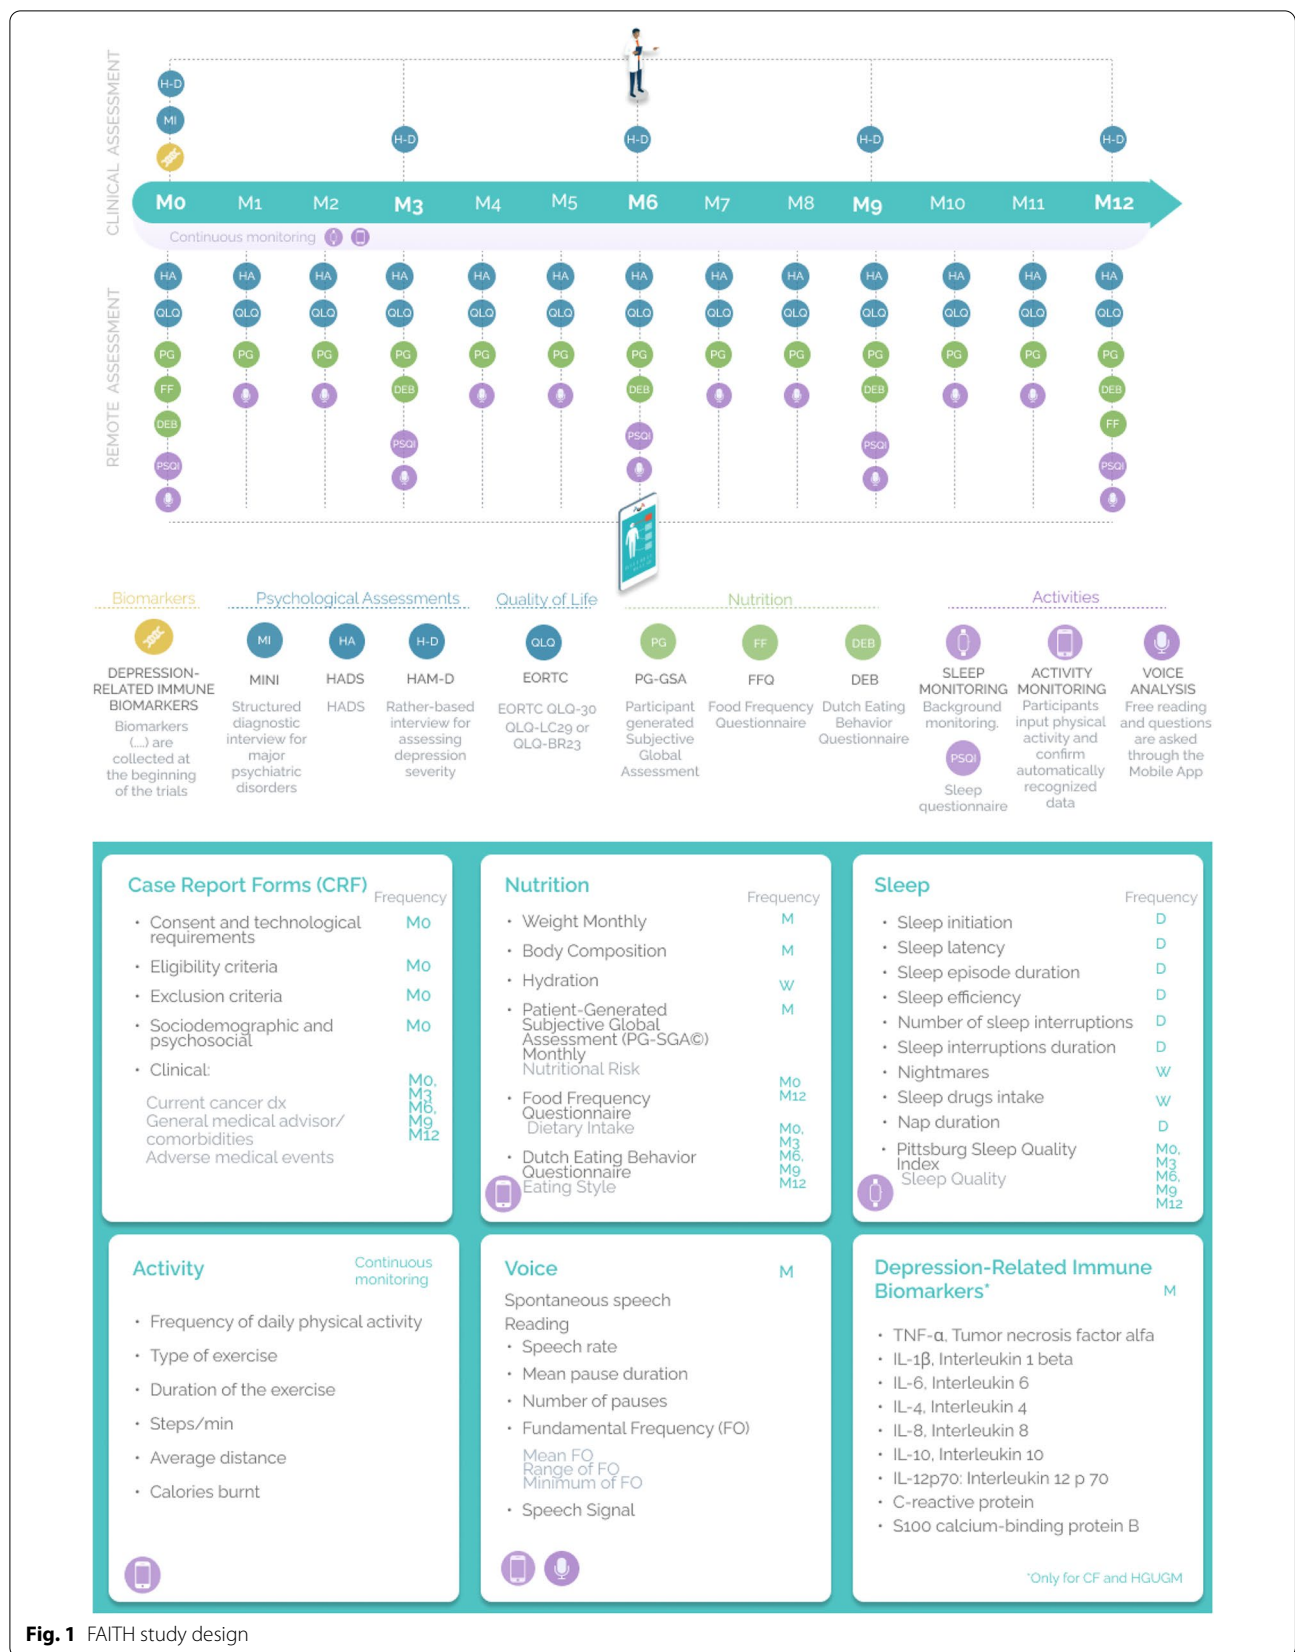 CLINICAL ASSESSMENT
H-D
MI
H-D
H-D
H-D
H-D
M0 M1 M2 M3 M4 M5 M6 M7 M8 M9 M10 M11 M12
Continuous monitoring
REMOTE ASSESSMENT
HA HA HA HA HA HA HA HA HA HA HA HA HA
QLQ QLQ QLQ QLQ QLQ QLQ QLQ QLQ QLQ QLQ QLQ QLQ QLQ
PG PG PG PG PG PG PG PG PG PG PG PG PG
FF DEB DEB DEB DEB
DEB FF
PSQI PSQI PSQI PSQI PSQI
Biomarkers
DEPRESSION-
RELATED IMMUNE
BIOMARKERS
Biomarkers
(....) are
collected at
the beginning
of the trials
Psychological Assessments
MI
MINI
Structured
diagnostic
interview for
major
psychiatric
disorders
HA
HADS
HADS
H-D
HAM-D
Rather-based
interview for
assessing
depression
severity
Quality of Life
QLQ
EORTC
EORTC QLQ-30
QLQ-LC29 or
QLQ-BR23
Nutrition
PG
PG-GSA
Participant
generated
Subjective
Global
Assessment
FF
FFQ
Food Frequency
Questionnaire
DEB
DEB
Dutch Eating
Behavior
Questionnaire
Activities
SLEEP
MONITORING
Background
monitoring.
PSQI
Sleep
questionnaire
ACTIVITY
MONITORING
Participants
input physical
activity and
confirm
automatically
recognized
data
VOICE
ANALYSIS
Free reading
and questions
are asked
through the
Mobile App
Case Report Forms (CRF)
Frequency
• Consent and technological M0
requirements
• Eligibility criteria M0
• Exclusion criteria M0
• Sociodemographic and M0
psychosocial
• Clinical:
Current cancer dx
General medical advisor/
comorbidities
Adverse medical events
M0,
M3
M6,
M9
M12
Nutrition
Frequency
• Weight Monthly M
• Body Composition M
• Hydration W
• Patient-Generated M
Subjective Global
Assessment (PG-SGA©)
Monthly
Nutritional Risk
• Food Frequency
Questionnaire
Dietary Intake
M0
M12
• Dutch Eating Behavior
Questionnaire
Eating Style
M0,
M3
M6,
M9
M12
Sleep
Frequency
• Sleep initiation D
• Sleep latency D
• Sleep episode duration D
• Sleep efficiency D
• Number of sleep interruptions D
• Sleep interruptions duration D
• Nightmares W
• Sleep drugs intake W
• Nap duration D
• Pittsburg Sleep Quality
Index
Sleep Quality
M0,
M3
M6,
M9
M12
Activity
Continuous
monitoring
• Frequency of daily physical activity
• Type of exercise
• Duration of the exercise
• Steps/min
• Average distance
• Calories burnt
Voice M
Spontaneous speech
Reading
• Speech rate
• Mean pause duration
• Number of pauses
• Fundamental Frequency (FO)
Mean FO
Range of FO
Minimum of FO
• Speech Signal
Depression-Related Immune
Biomarkers* M
• TNF-α, Tumor necrosis factor alfa
• IL-1β, Interleukin 1 beta
• IL-6, Interleukin 6
• IL-4, Interleukin 4
• IL-8, Interleukin 8
• IL-10, Interleukin 10
• IL-12p70: Interleukin 12 p 70
• C-reactive protein
• S100 calcium-binding protein B
*Only for CF and HGUGM
Fig. 1 FAITH study design